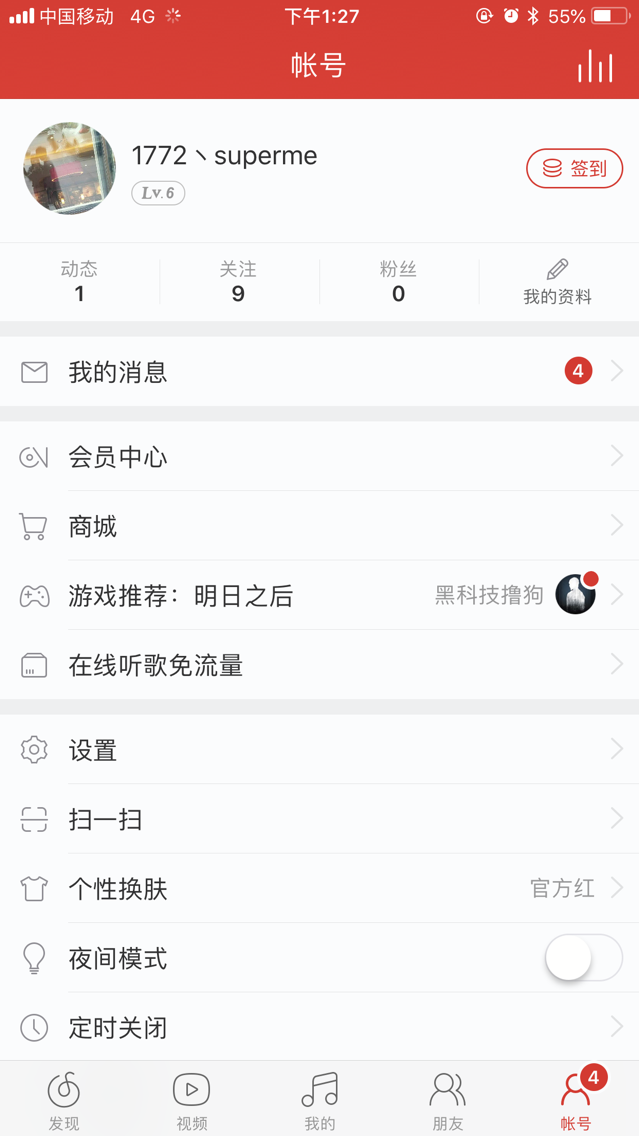 中国移动 4G 下午1:27 55%
帐号
1772丶superme
Lv.6
签到
动态 关注 粉丝
1 9 0 我的资料
我的消息 4
会员中心
商城
游戏推荐：明日之后 黑科技撸狗
在线听歌免流量
设置
扫一扫
个性换肤 官方红
夜间模式
定时关闭
4
发现 视频 我的 朋友 帐号